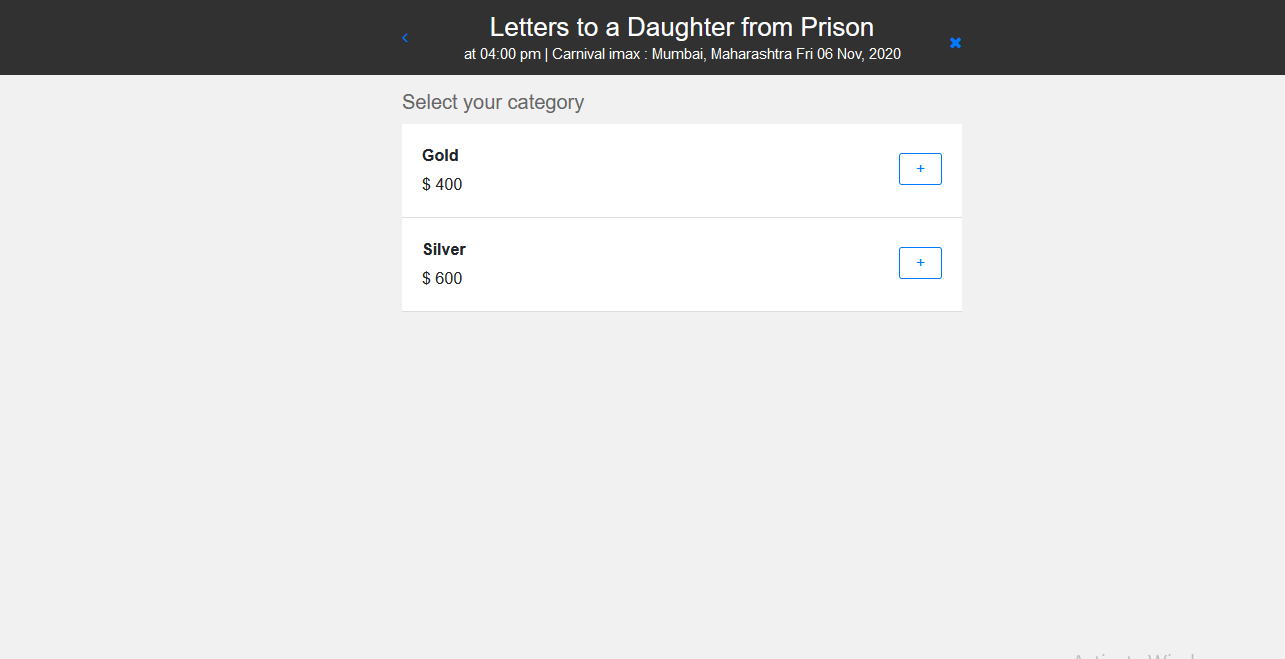 Letters to a Daughter from Prison
at 04:00 pm | Carnival imax : Mumbai, Maharashtra Fri 06 Nov, 2020
Select your category
Gold
$ 400
+
Silver
$ 600
+